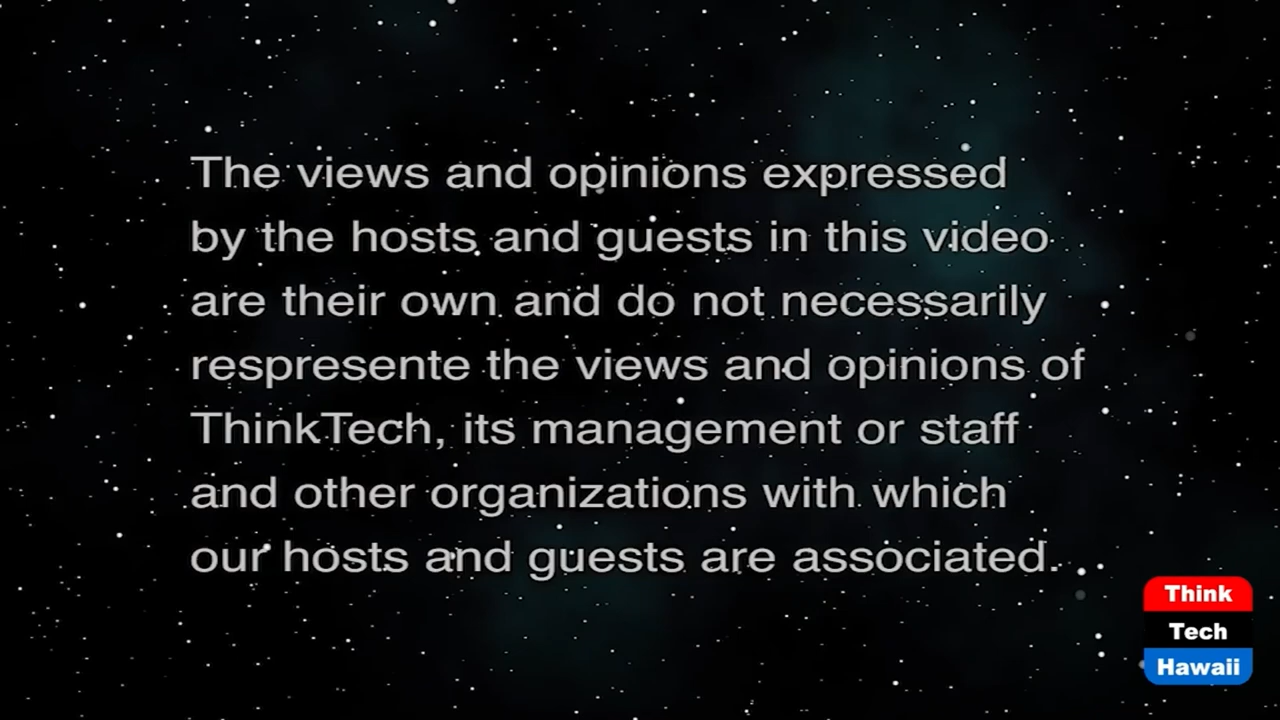 The views and opinions expressed
by the hosts and guests in this video
are their own and do not necessarily
respresente the views and opinions of
ThinkTech, its management or staff
and other organizations with which
our hosts and guests are associated.
Think
Tech
Hawaii